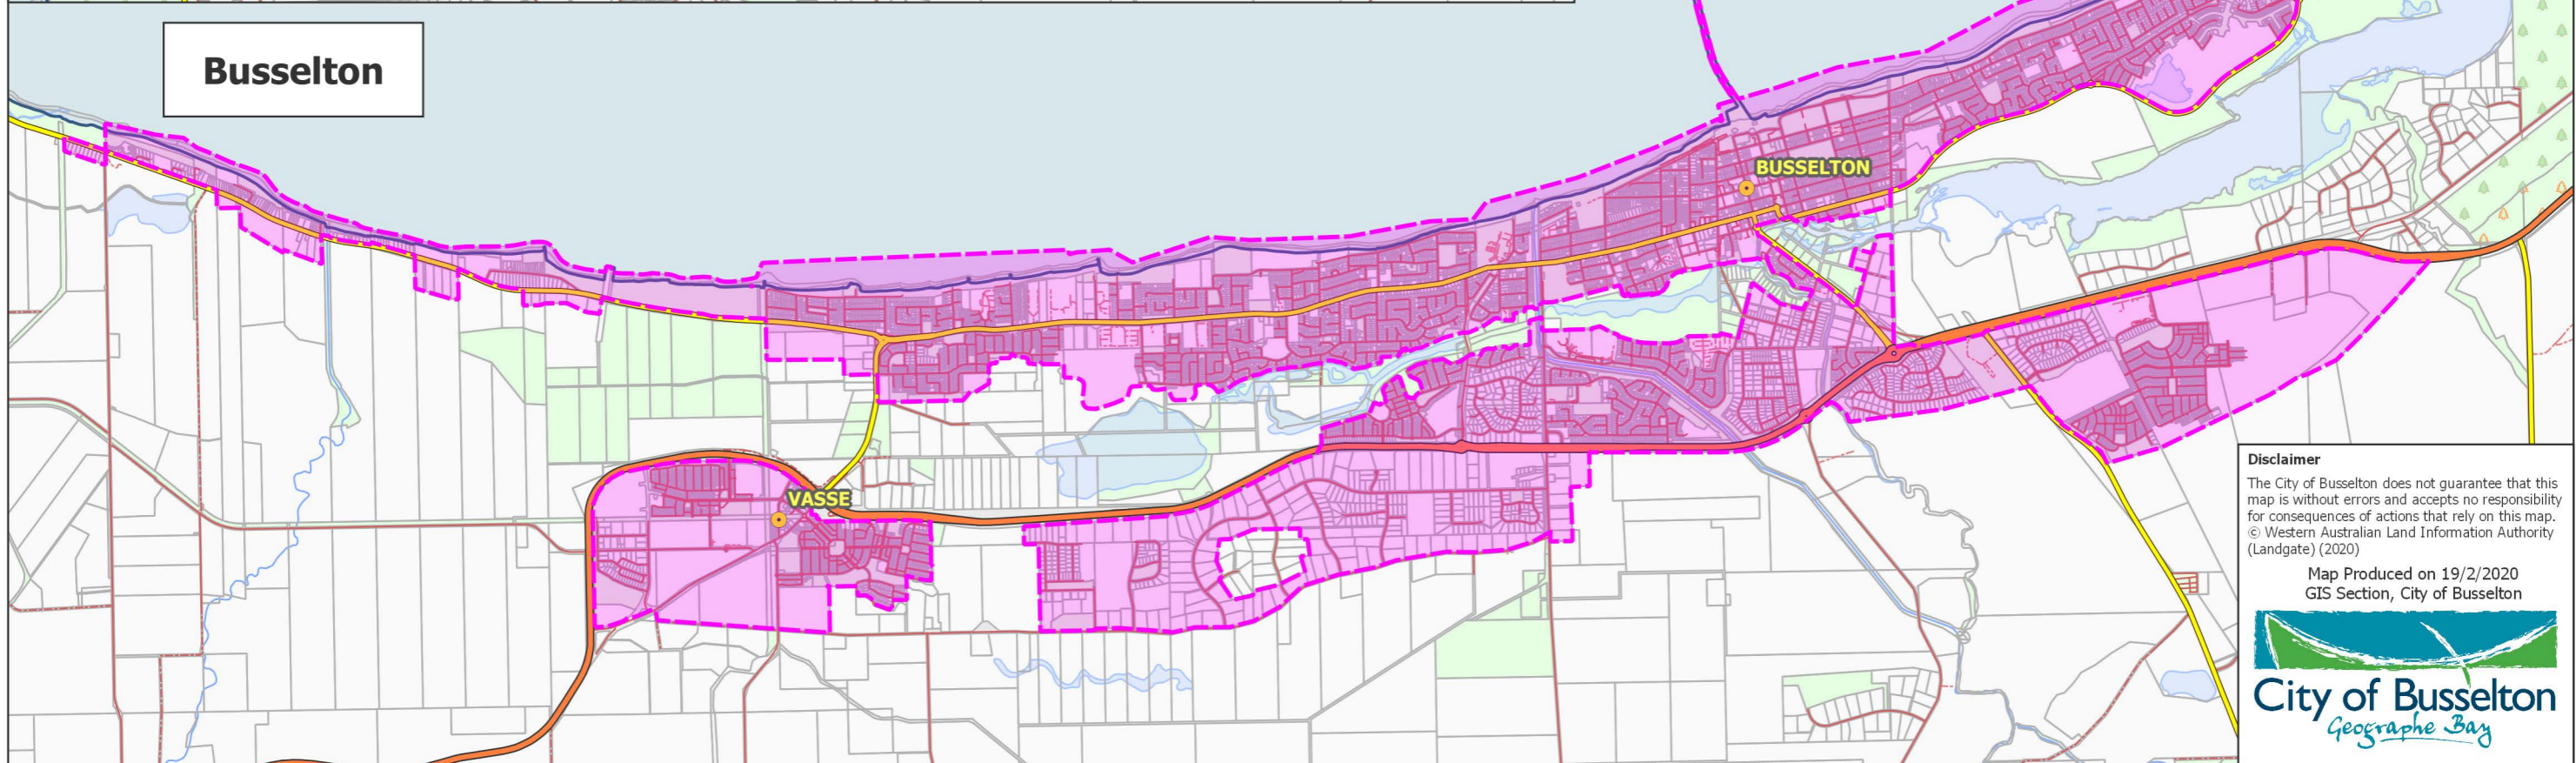 Busselton
BUSSELTON
VASSE
Disclaimer
The City of Busselton does not guarantee that this
map is without errors and accepts no responsibility
for consequences of actions that rely on this map.
© Western Australian Land Information Authority
(Landgate) (2020)
Map Produced on 19/2/2020
GIS Section, City of Busselton
City of Busselton
Geographe Bay